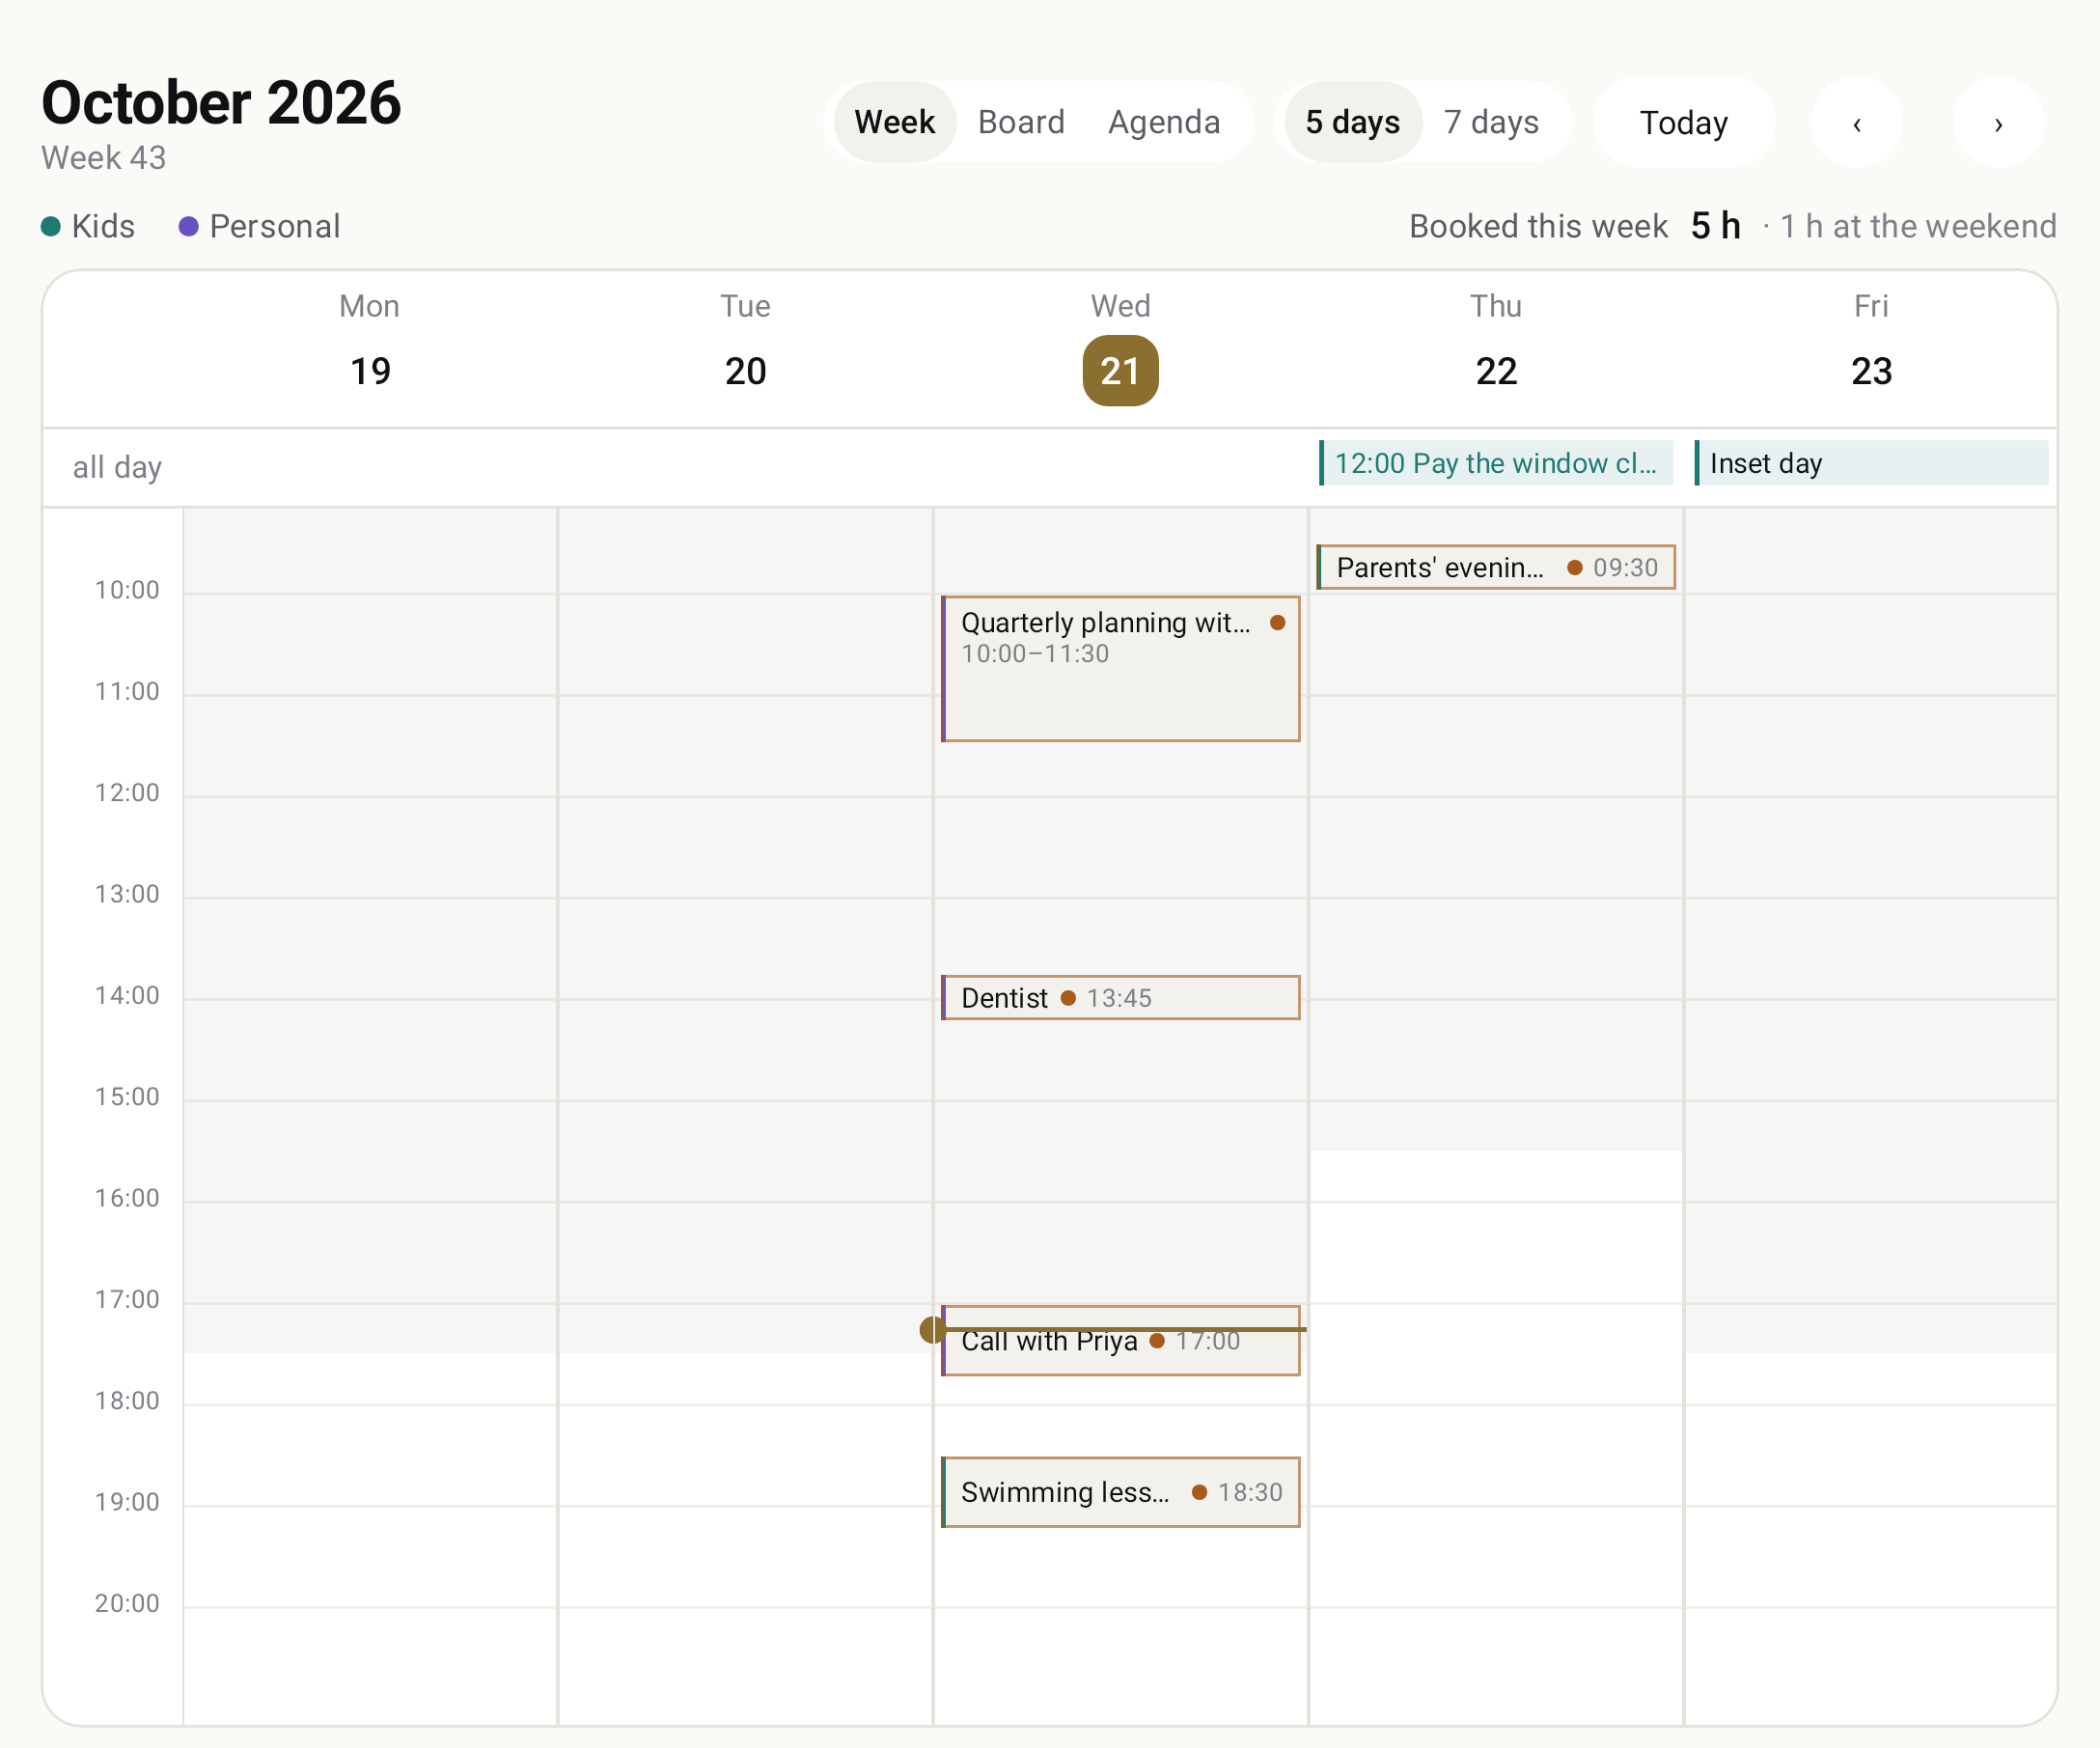 October 2026
Week 43
Week Board Agenda
5 days 7 days
Today
‹ ›
Kids Personal
Booked this week 5 h · 1 h at the weekend
Mon Tue Wed Thu Fri
19 20 21 22 23
all day
12:00 Pay the window cl…
Inset day
Parents' evenin… 09:30
10:00
Quarterly planning wit…
10:00–11:30
11:00
12:00
13:00
14:00
Dentist 13:45
15:00
16:00
17:00
Call with Priya 17:00
18:00
19:00
Swimming less… 18:30
20:00